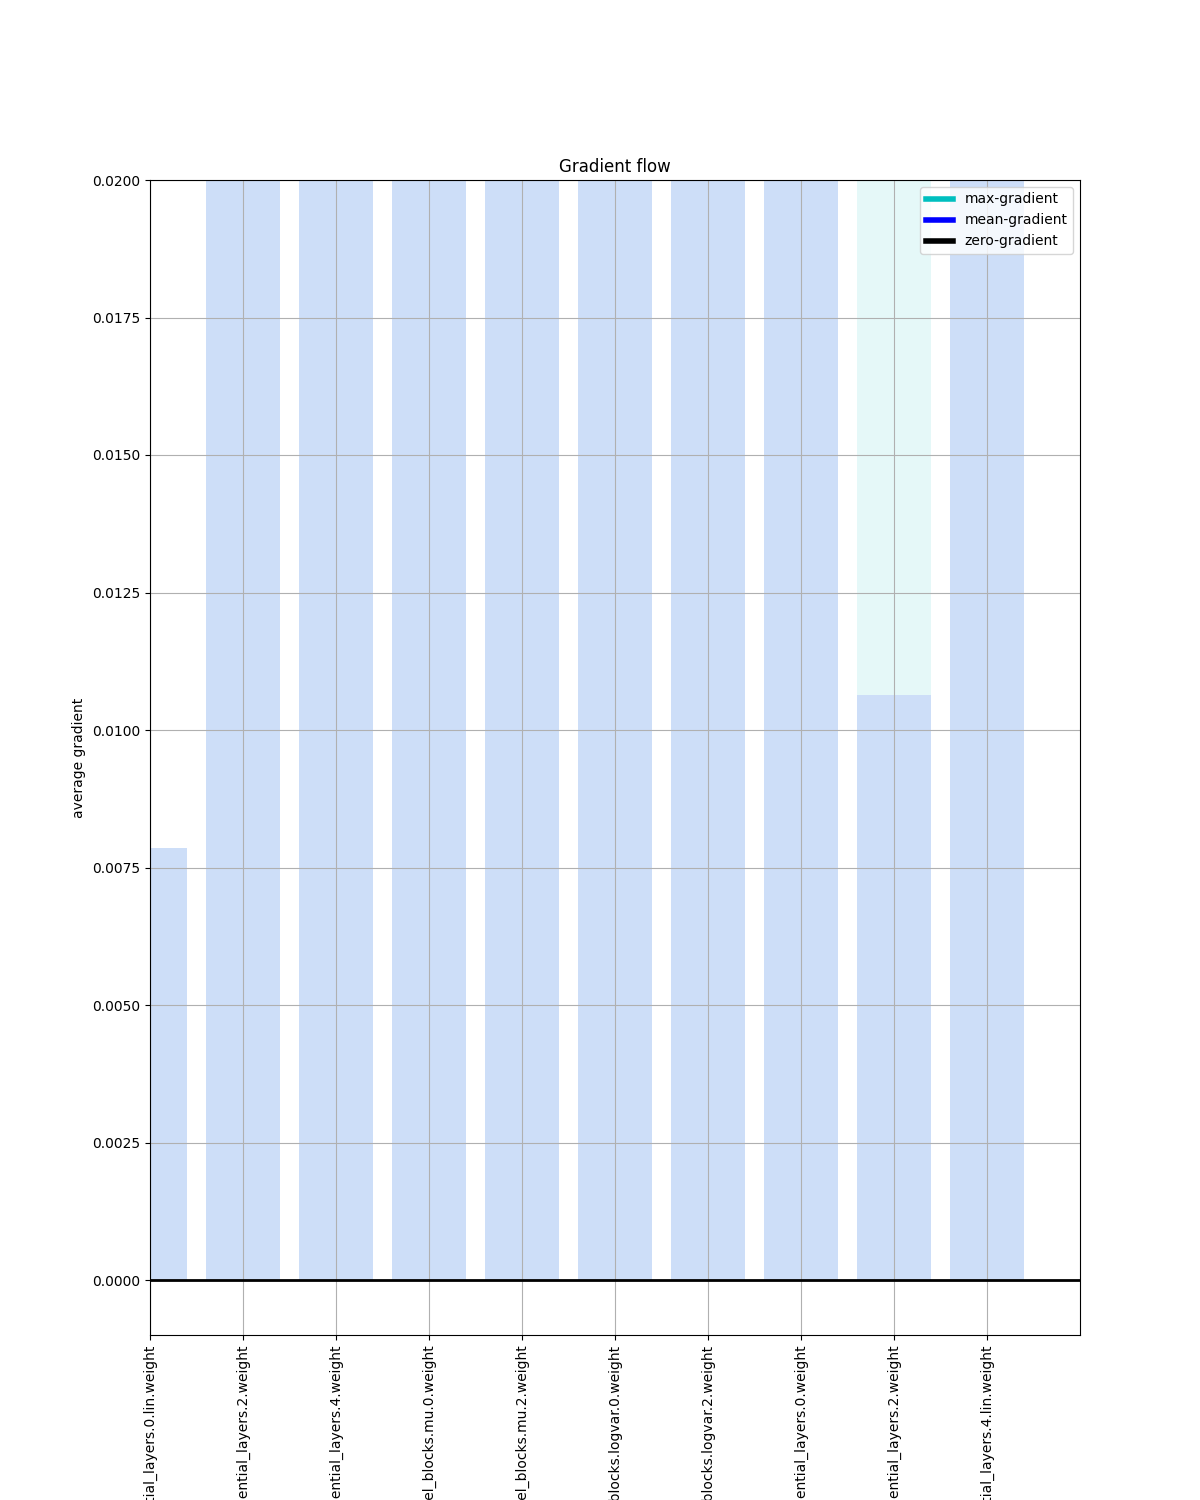 Gradient flow
max-gradient
mean-gradient
zero-gradient
0.0200
0.0175
0.0150
0.0125
0.0100
0.0075
0.0050
0.0025
0.0000
average gradient
tial_layers.0.lin.weight
ential_layers.2.weight
ential_layers.4.weight
el_blocks.mu.0.weight
el_blocks.mu.2.weight
blocks.logvar.0.weight
blocks.logvar.2.weight
ential_layers.0.weight
ential_layers.2.weight
tial_layers.4.lin.weight